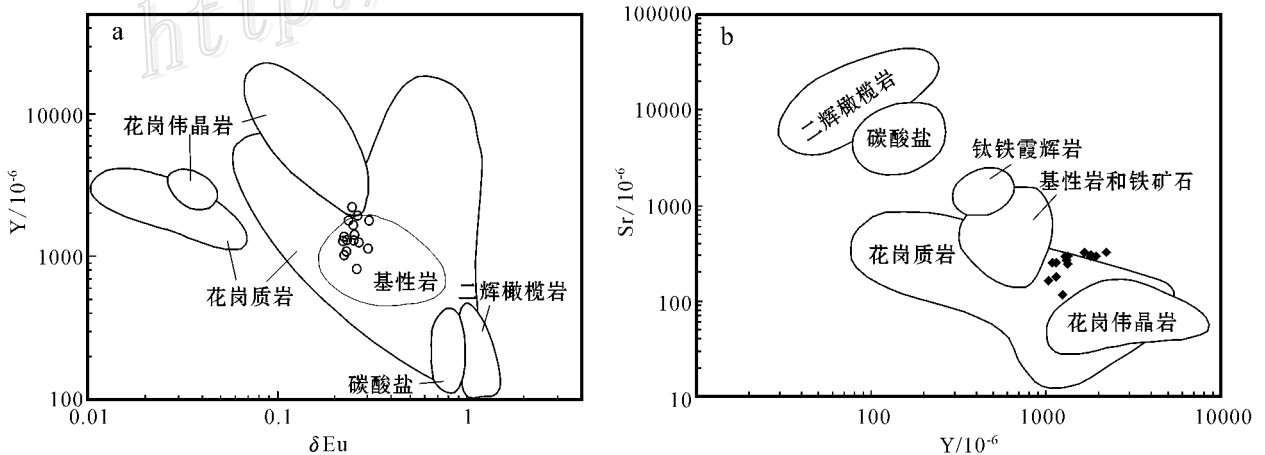 http:/
a
花岗伟晶岩
花岗质岩
基性岩
二辉橄榄岩
碳酸盐
10000
1000
100
Y/10⁻⁶
0.01
0.1
1
δEu
b
二辉橄榄岩
碳酸盐
钛铁霞辉岩
基性岩和铁矿石
花岗质岩
花岗伟晶岩
100000
10000
1000
100
10
Sr/10⁻⁶
100
1000
10000
Y/10⁻⁶